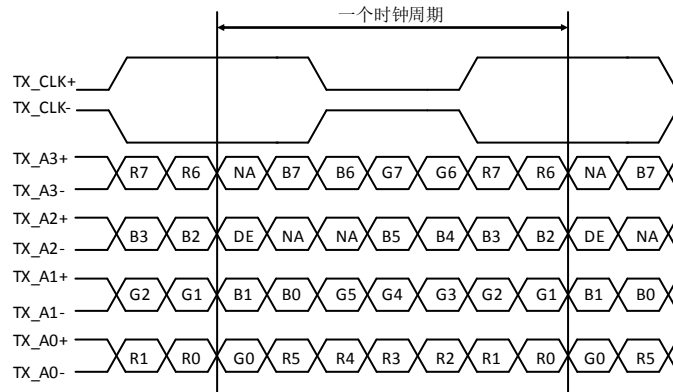 一个时钟周期
TX_CLK+
TX_CLK-
TX_A3+
R7 R6 NA B7 B6 G7 G6 R7 R6 NA B7
TX_A3-
TX_A2+
B3 B2 DE NA NA B5 B4 B3 B2 DE NA
TX_A2-
TX_A1+
G2 G1 B1 B0 G5 G4 G3 G2 G1 B1 B0
TX_A1-
TX_A0+
R1 R0 G0 R5 R4 R3 R2 R1 R0 G0 R5
TX_A0-